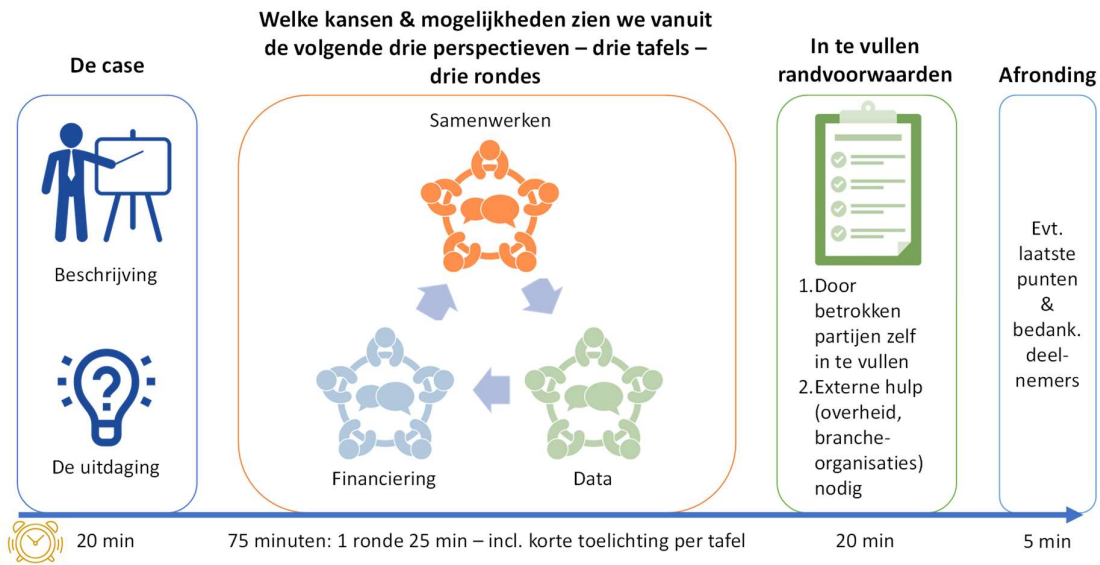 De case
Beschrijving
?
De uitdaging
20 min
Welke kansen & mogelijkheden zien we vanuit
de volgende drie perspectieven – drie tafels –
drie rondes
Samenwerken
Financiering
Data
75 minuten: 1 ronde 25 min – incl. korte toelichting per tafel
In te vullen
randvoorwaarden
1.Door
betrokken
partijen zelf
in te vullen
2.Externe hulp
(overheid,
branche-
organisaties)
nodig
20 min
Afronding
Evt.
laatste
punten
&
bedank.
deel-
nemers
5 min